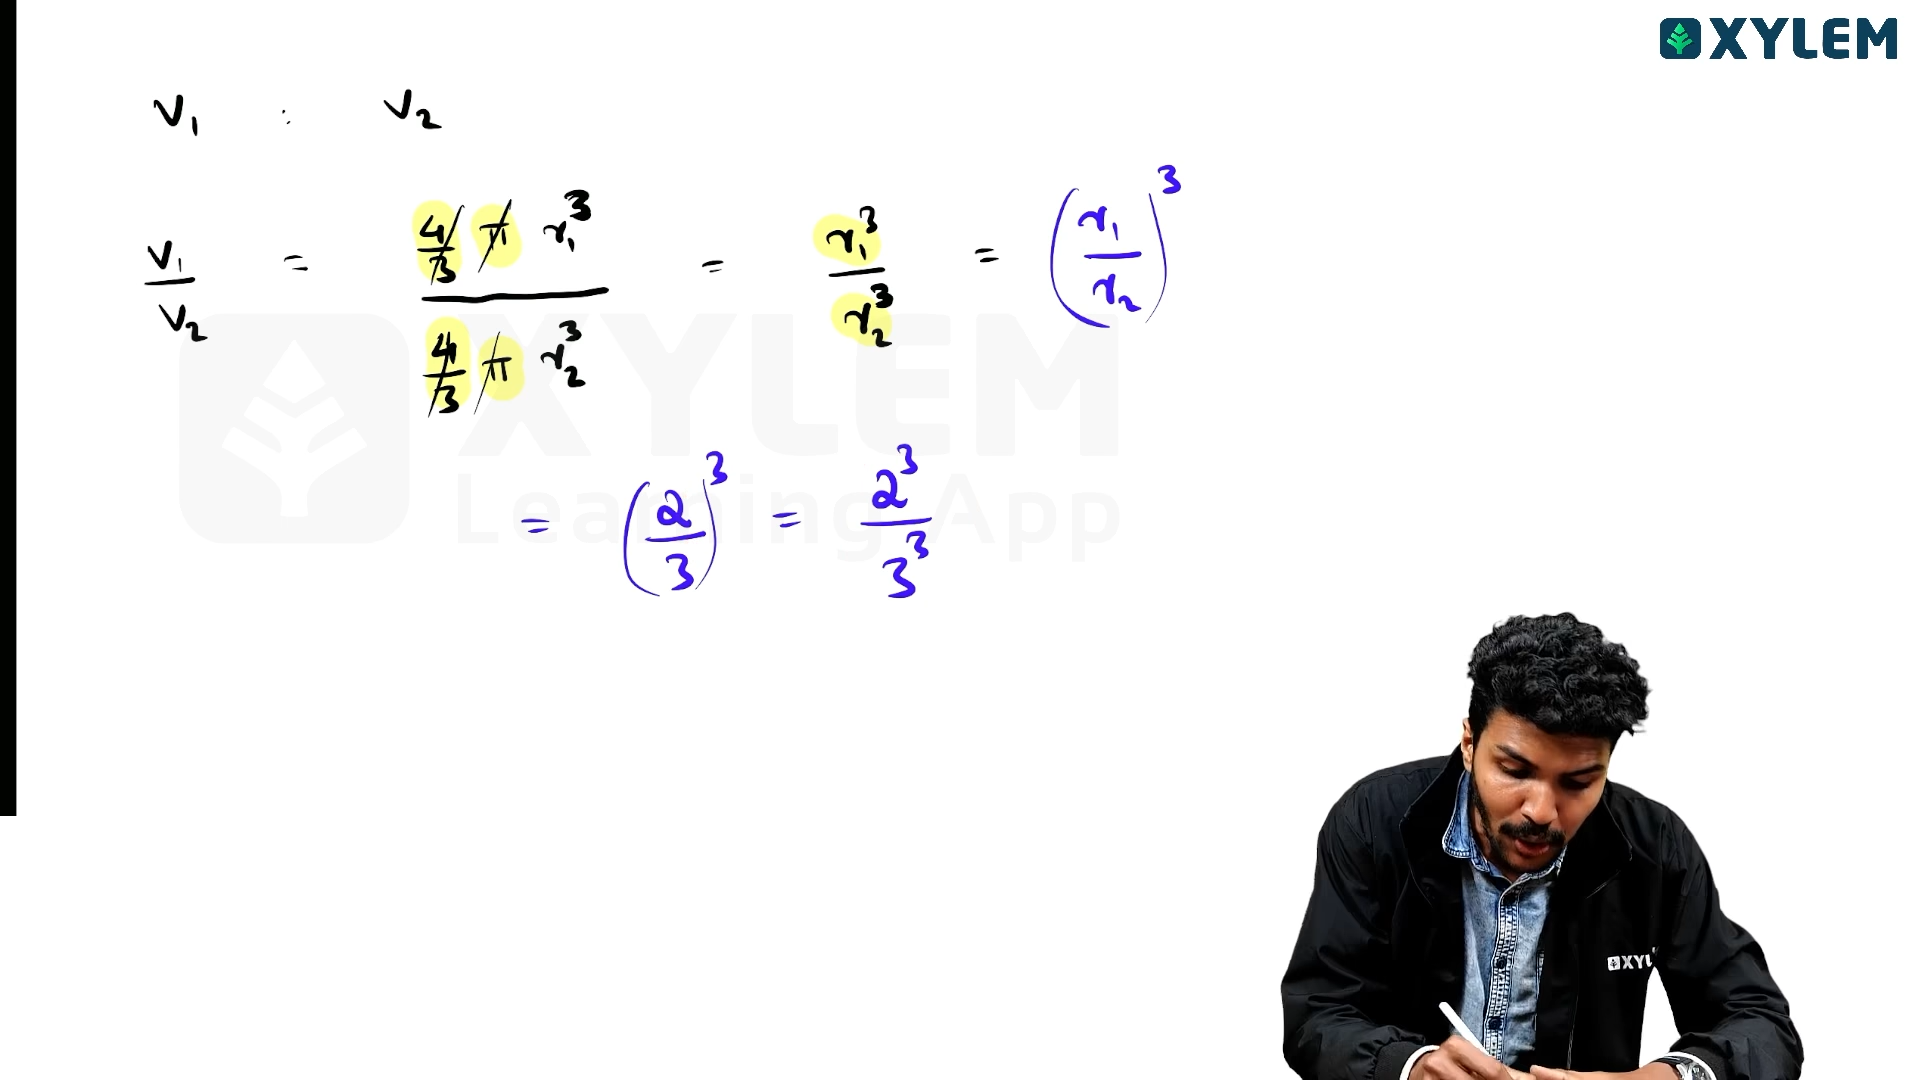 XYLEM
V₁ : V₂
V₁/V₂ = (4/3 π r₁³)/(4/3 π r₂³) = r₁³/r₂³ = (r₁/r₂)³
= (2/3)³ = 2³/3³
XYLEM
Learning App
XYL